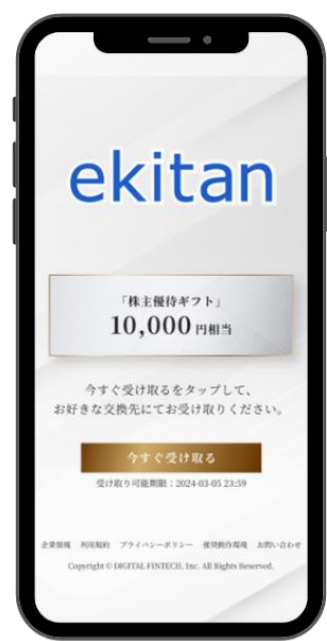 ekitan
「株主優待ギフト」
10,000 円相当
今すぐ受け取るをタップして、
お好きな交換先にてお受け取りください。
今すぐ受け取る
受け取り可能期限：2024-03-05 23:59
企業情報 利用規約 プライバシーポリシー 推奨動作環境 お問い合わせ
Copyright © DIGITAL FINTECH, Inc. All Rights Reserved.